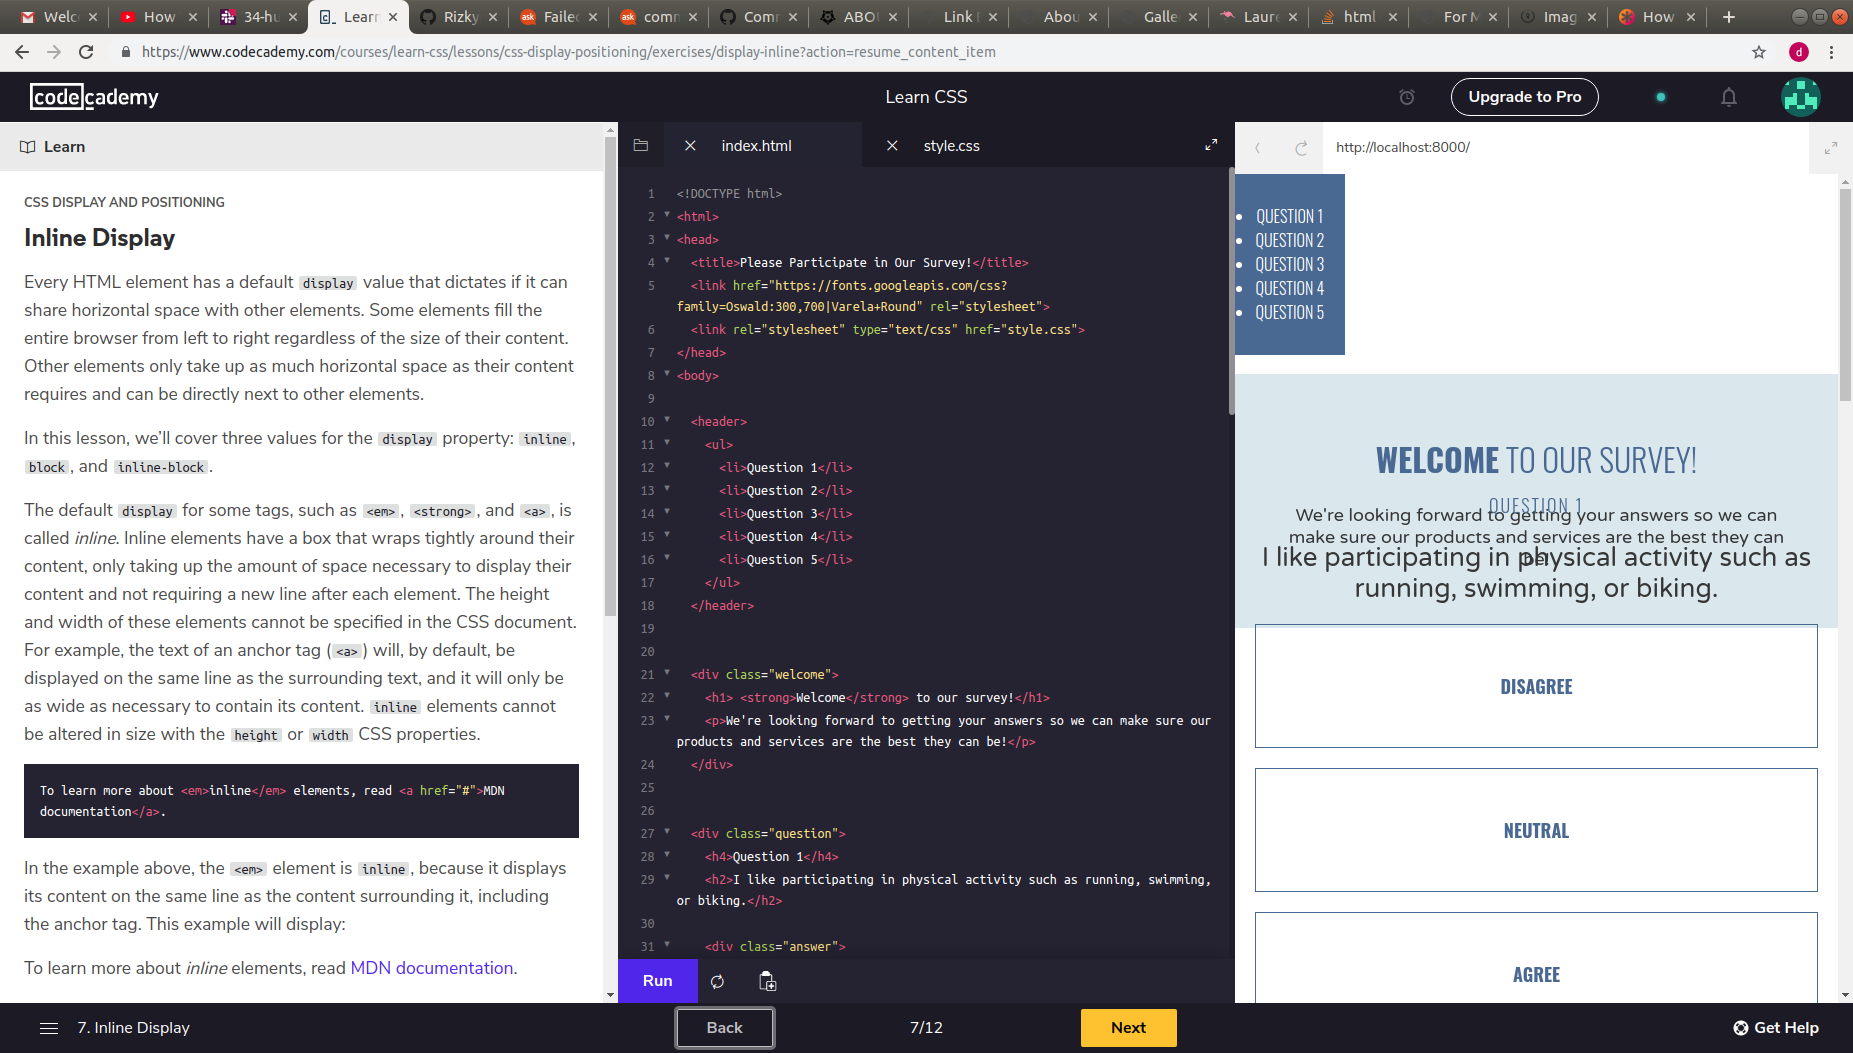 Welc
How
34-hu
Learn
Rizky
Failed
comm
Comm
ABOU
Link
Abou
Galle
Laure
html
For M
Imag
How
https://www.codecademy.com/courses/learn-css/lessons/css-display-positioning/exercises/display-inline?action=resume_content_item
d
codecademy
Learn CSS
Upgrade to Pro
Learn
CSS DISPLAY AND POSITIONING
Inline Display
Every HTML element has a default display value that dictates if it can
share horizontal space with other elements. Some elements fill the
entire browser from left to right regardless of the size of their content.
Other elements only take up as much horizontal space as their content
requires and can be directly next to other elements.
In this lesson, we’ll cover three values for the display property: inline,
block, and inline-block.
The default display for some tags, such as <em>, <strong>, and <a>, is
called inline. Inline elements have a box that wraps tightly around their
content, only taking up the amount of space necessary to display their
content and not requiring a new line after each element. The height
and width of these elements cannot be specified in the CSS document.
For example, the text of an anchor tag (<a>) will, by default, be
displayed on the same line as the surrounding text, and it will only be
as wide as necessary to contain its content. inline elements cannot
be altered in size with the height or width CSS properties.
To learn more about <em>inline</em> elements, read <a href="#">MDN
documentation</a>.
In the example above, the <em> element is inline, because it displays
its content on the same line as the content surrounding it, including
the anchor tag. This example will display:
To learn more about inline elements, read MDN documentation.
index.html
style.css
1 <!DOCTYPE html>
2 <html>
3 <head>
4 <title>Please Participate in Our Survey!</title>
5 <link href="https://fonts.googleapis.com/css?
family=Oswald:300,700|Varela+Round" rel="stylesheet">
6 <link rel="stylesheet" type="text/css" href="style.css">
7 </head>
8 <body>
9
10 <header>
11 <ul>
12 <li>Question 1</li>
13 <li>Question 2</li>
14 <li>Question 3</li>
15 <li>Question 4</li>
16 <li>Question 5</li>
17 </ul>
18 </header>
19
20
21 <div class="welcome">
22 <h1> <strong>Welcome</strong> to our survey!</h1>
23 <p>We're looking forward to getting your answers so we can make sure our
products and services are the best they can be!</p>
24 </div>
25
26
27 <div class="question">
28 <h4>Question 1</h4>
29 <h2>I like participating in physical activity such as running, swimming,
or biking.</h2>
30
31 <div class="answer">
Run
http://localhost:8000/
QUESTION 1
QUESTION 2
QUESTION 3
QUESTION 4
QUESTION 5
WELCOME TO OUR SURVEY!
QUESTION 1
We're looking forward to getting your answers so we can
make sure our products and services are the best they can
be!
I like participating in physical activity such as
running, swimming, or biking.
DISAGREE
NEUTRAL
AGREE
7. Inline Display
Back
7/12
Next
Get Help